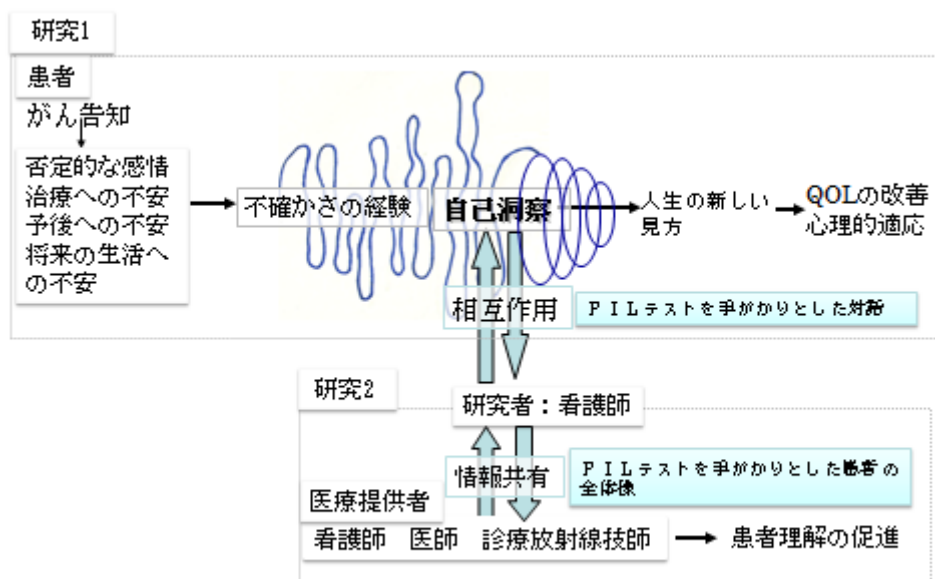 研究1
患者
がん告知
否定的な感情
治療への不安
予後への不安
将来の生活へ
の不安
不確かさの経験
自己洞察
人生の新しい
見方
QOLの改善
心理的適応
相互作用
ＰＩＬテストを手がかりとした対話
研究2
研究者：看護師
情報共有
ＰＩＬテストを手がかりとした患者の
全体像
医療提供者
看護師　医師　診療放射線技師
患者理解の促進